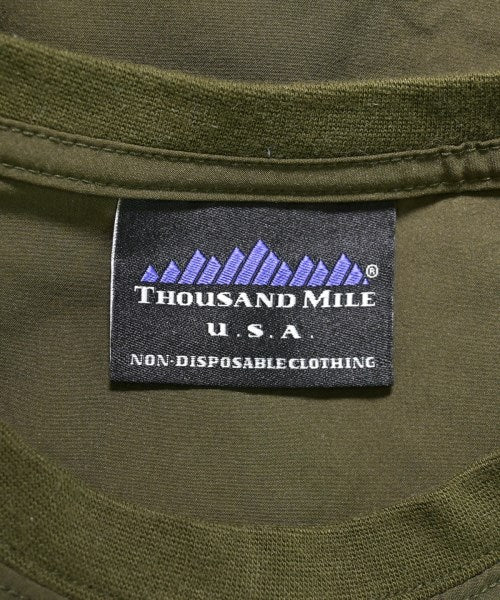 ®
THOUSAND MILE
U.S.A.
NON-DISPOSABLE CLOTHING